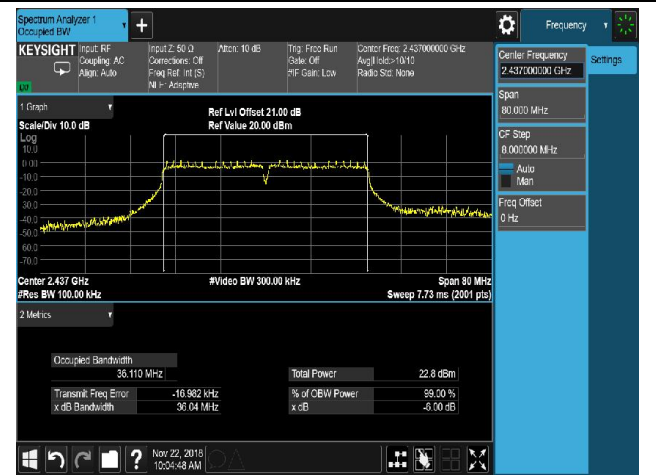 Spectrum Analyzer 1
Occupied BW
Frequency
KEYSIGHT
Input: RF
Coupling: AC
Align: Auto
Input Z: 50 Ω
Corrections: Off
Freq Ref: Int (S)
NFE: Adaptive
Atten: 10 dB
Trig: Free Run
Gate: Off
#IF Gain: Low
Center Freq: 2.437000000 GHz
Avg|Hold:>10/10
Radio Std: None
Center Frequency
2.437000000 GHz
Settings
Span
80.000 MHz
CF Step
8.000000 MHz
Auto
Man
Freq Offset
0 Hz
1 Graph
Scale/Div 10.0 dB
Ref Lvl Offset 21.00 dB
Ref Value 20.00 dBm
Log
10.0
0.00
-10.0
-20.0
-30.0
-40.0
-50.0
-60.0
-70.0
Center 2.437 GHz
#Video BW 300.00 kHz
Span 80 MHz
#Res BW 100.00 kHz
Sweep 7.73 ms (2001 pts)
2 Metrics
Occupied Bandwidth
36.110 MHz
Total Power
22.8 dBm
Transmit Freq Error
-16.982 kHz
% of OBW Power
99.00 %
x dB Bandwidth
36.04 MHz
x dB
-6.00 dB
Nov 22, 2018
10:04:48 AM